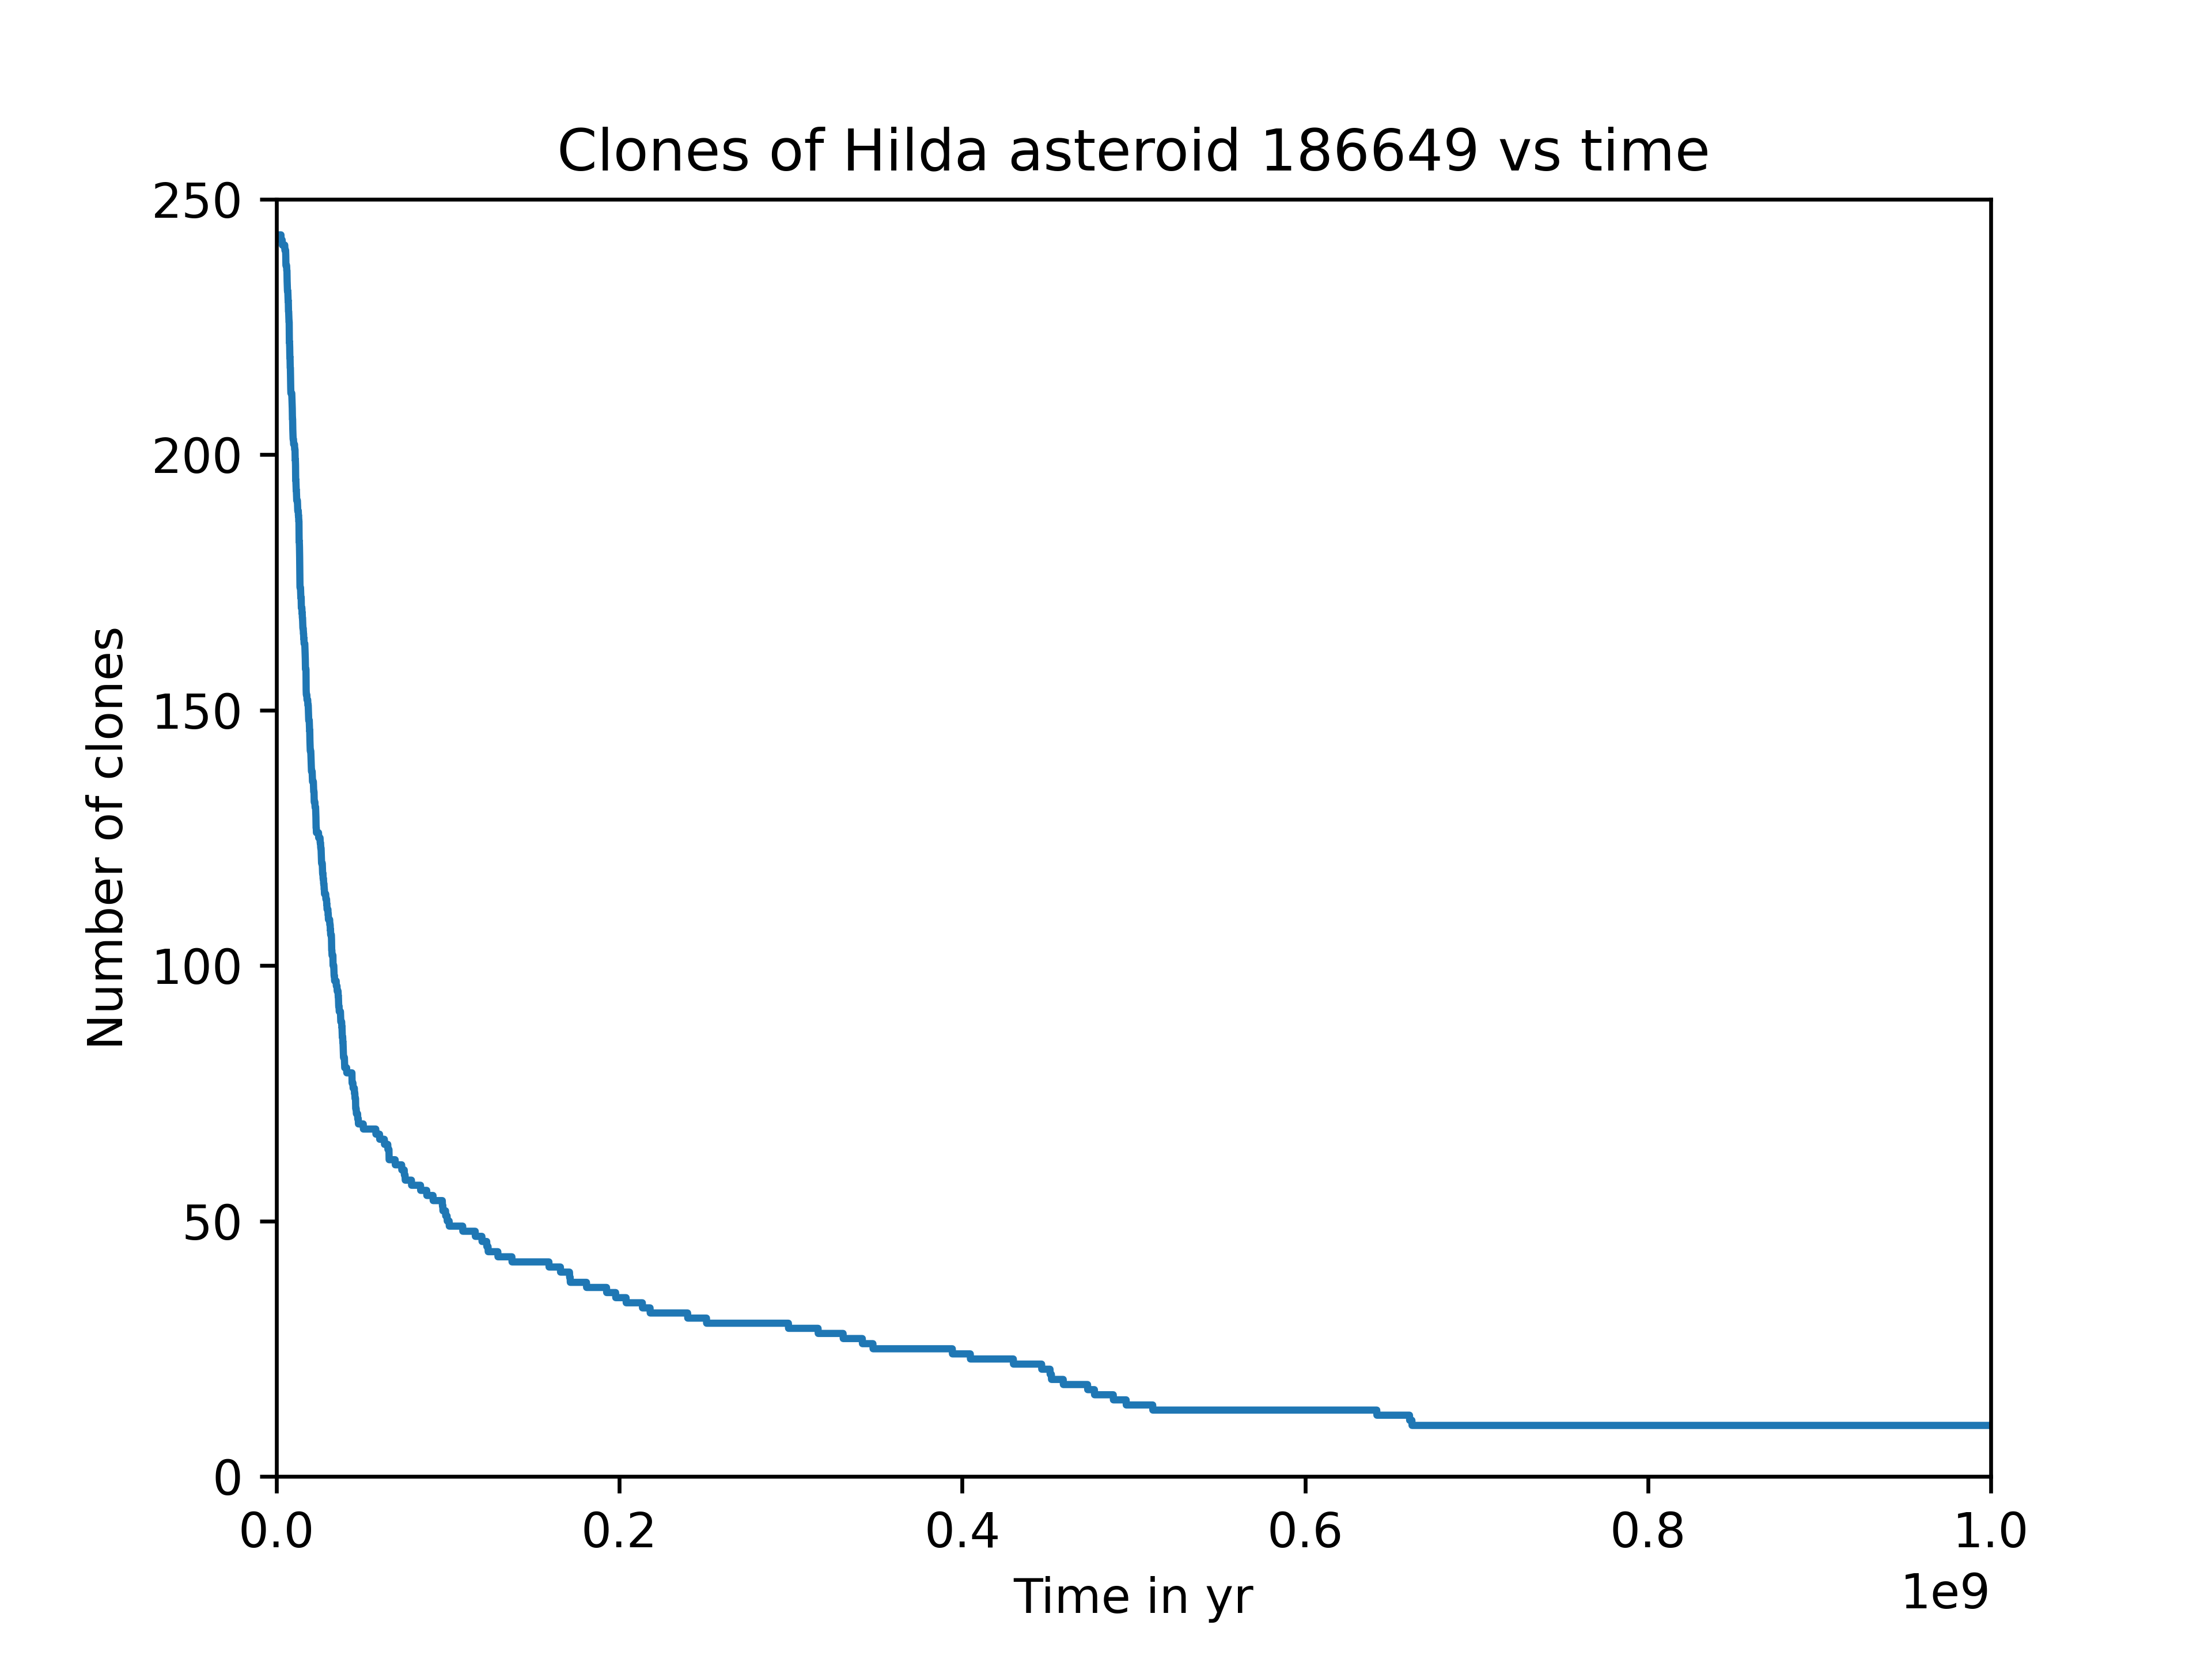 Clones of Hilda asteroid 186649 vs time
250
200
150
100
50
0
Number of clones
0.0 0.2 0.4 0.6 0.8 1.0
1e9
Time in yr